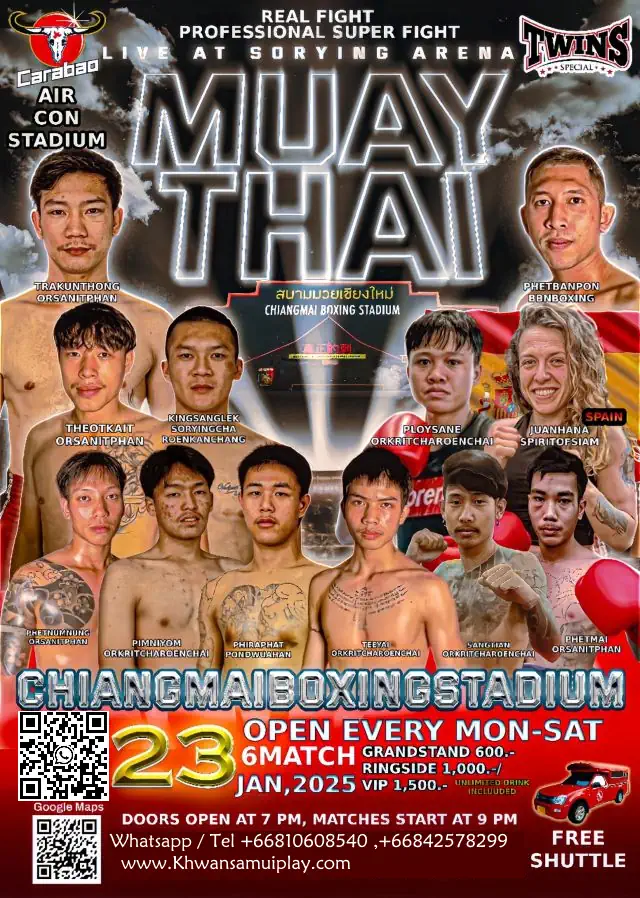 REAL FIGHT
PROFESSIONAL SUPER FIGHT
LIVE AT SORYING ARENA
Carabao
TWINS
SPECIAL
AIR
CON
STADIUM
MUAY
THAI
TRAKUNTHONG
ORSANITPHAN
PHETBANPON
BBNBOXING
สนามมวยเชียงใหม่
CHIANGMAI BOXING STADIUM
THEOTKAIT
ORSANITPHAN
KINGSANGLEK
SORYINGCHA
ROENKANCHANG
PLOYSANE
ORKRITCHAROENCHAI
JUANHANA
SPIRITOFSIAM
SPAIN
PHETNUMNUNG
ORSANITPHAN
PIMNIYOM
ORKRITCHAROENCHAI
PHIRAPHAT
PONDWUAHAN
TEEYAI
ORKRITCHAROENCHAI
SANGTIAN
ORKRITCHAROENCHAI
PHETMAI
ORSANITPHAN
CHIANGMAIBOXINGSTADIUM
23
OPEN EVERY MON-SAT
6MATCH
JAN,2025
GRANDSTAND 600.-
RINGSIDE 1,000.-/
VIP 1,500.-
UNLIMITED DRINK
INCLUUDED
Google Maps
DOORS OPEN AT 7 PM, MATCHES START AT 9 PM
Whatsapp / Tel +66810608540 ,+66842578299
www.Khwansamuiplay.com
FREE
SHUTTLE